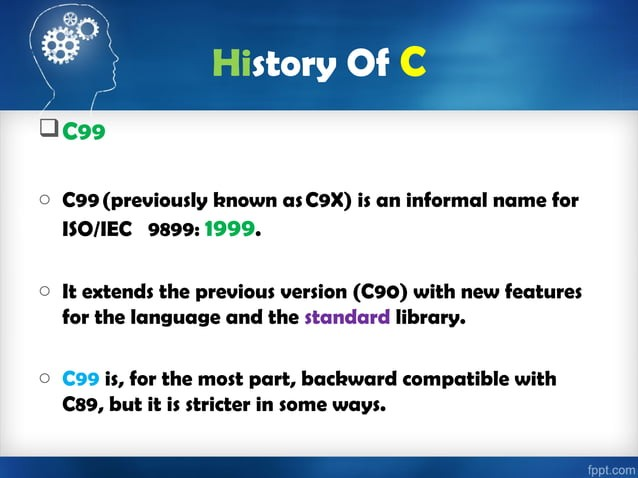 History Of C
C99
C99 (previously known as C9X) is an informal name for
ISO/IEC 9899: 1999.
It extends the previous version (C90) with new features
for the language and the standard library.
C99 is, for the most part, backward compatible with
C89, but it is stricter in some ways.
fppt.com